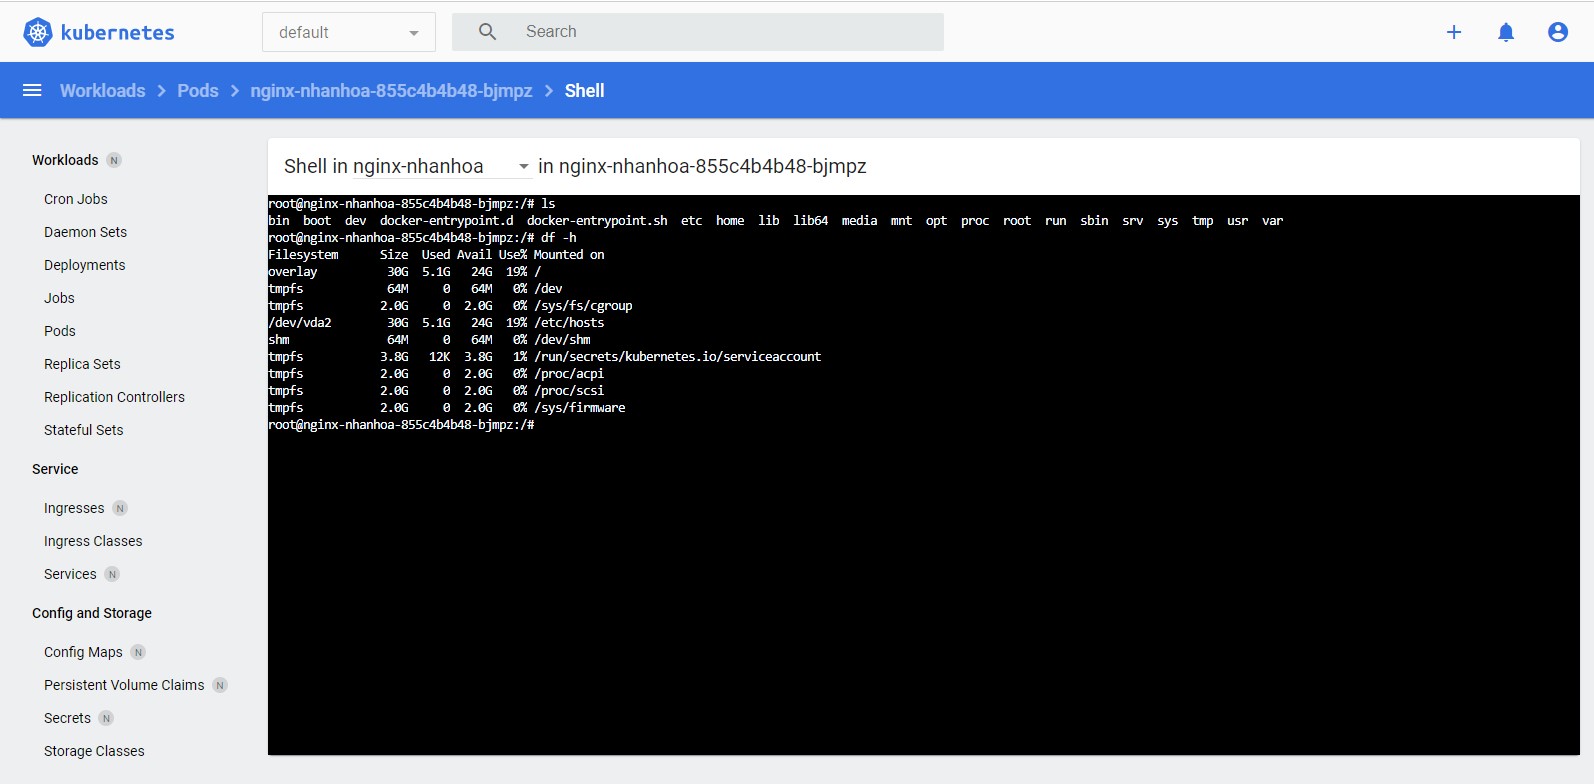 kubernetes
default
Search
Workloads > Pods > nginx-nhanhoa-855c4b4b48-bjmpz > Shell
Workloads N
Cron Jobs
Daemon Sets
Deployments
Jobs
Pods
Replica Sets
Replication Controllers
Stateful Sets
Service
Ingresses N
Ingress Classes
Services N
Config and Storage
Config Maps N
Persistent Volume Claims N
Secrets N
Storage Classes
Shell in nginx-nhanhoa in nginx-nhanhoa-855c4b4b48-bjmpz
root@nginx-nhanhoa-855c4b4b48-bjmpz:/# ls
bin  boot  dev  docker-entrypoint.d  docker-entrypoint.sh  etc  home  lib  lib64  media  mnt  opt  proc  root  run  sbin  srv  sys  tmp  usr  var
root@nginx-nhanhoa-855c4b4b48-bjmpz:/# df -h
Filesystem      Size  Used Avail Use% Mounted on
overlay          30G  5.1G   24G  19% /
tmpfs            64M     0   64M   0% /dev
tmpfs           2.0G     0  2.0G   0% /sys/fs/cgroup
/dev/vda2        30G  5.1G   24G  19% /etc/hosts
shm              64M     0   64M   0% /dev/shm
tmpfs           3.8G   12K  3.8G   1% /run/secrets/kubernetes.io/serviceaccount
tmpfs           2.0G     0  2.0G   0% /proc/acpi
tmpfs           2.0G     0  2.0G   0% /proc/scsi
tmpfs           2.0G     0  2.0G   0% /sys/firmware
root@nginx-nhanhoa-855c4b4b48-bjmpz:/#